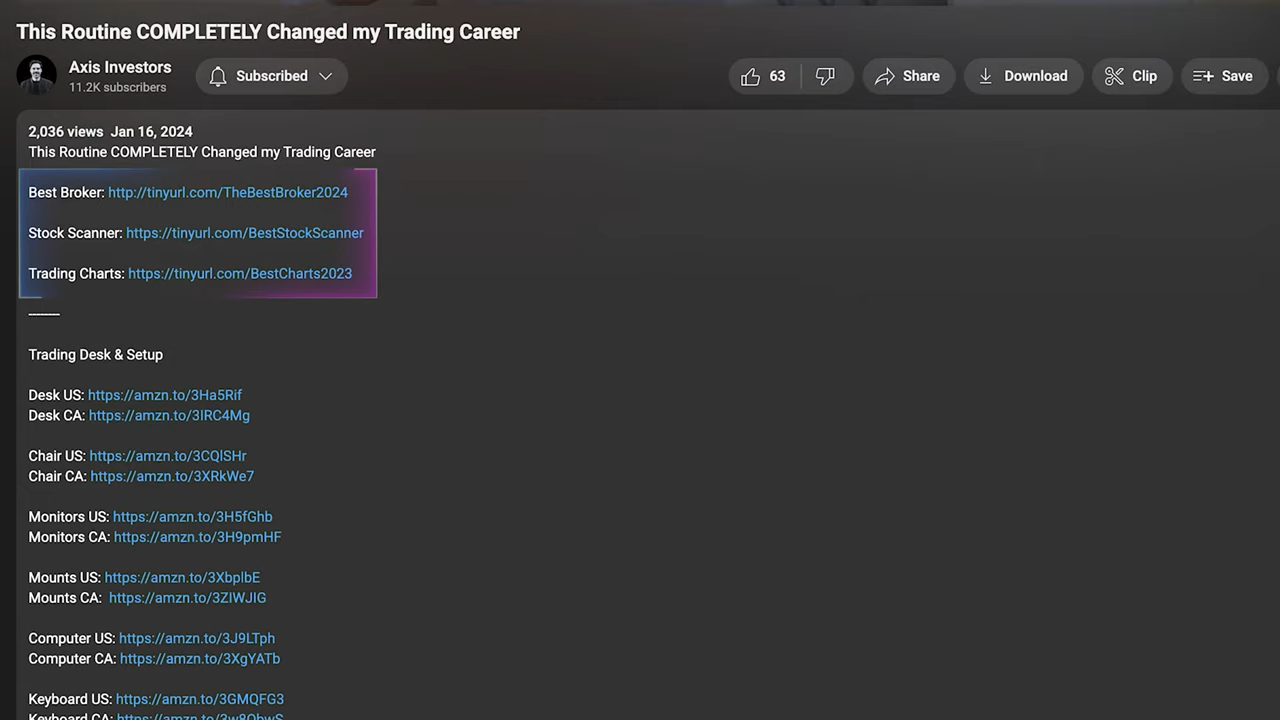 This Routine COMPLETELY Changed my Trading Career
Axis Investors
11.2K subscribers
Subscribed
63
Share
Download
Clip
Save
2,036 views Jan 16, 2024
This Routine COMPLETELY Changed my Trading Career
Best Broker: http://tinyurl.com/TheBestBroker2024
Stock Scanner: https://tinyurl.com/BestStockScanner
Trading Charts: https://tinyurl.com/BestCharts2023
--------
Trading Desk & Setup
Desk US: https://amzn.to/3Ha5Rif
Desk CA: https://amzn.to/3IRC4Mg
Chair US: https://amzn.to/3CQlSHr
Chair CA: https://amzn.to/3XRkWe7
Monitors US: https://amzn.to/3H5fGhb
Monitors CA: https://amzn.to/3H9pmHF
Mounts US: https://amzn.to/3XbplbE
Mounts CA: https://amzn.to/3ZIWJIG
Computer US: https://amzn.to/3J9LTph
Computer CA: https://amzn.to/3XgYATb
Keyboard US: https://amzn.to/3GMQFG3
Keyboard CA: https://amzn.to/3w8QbwS